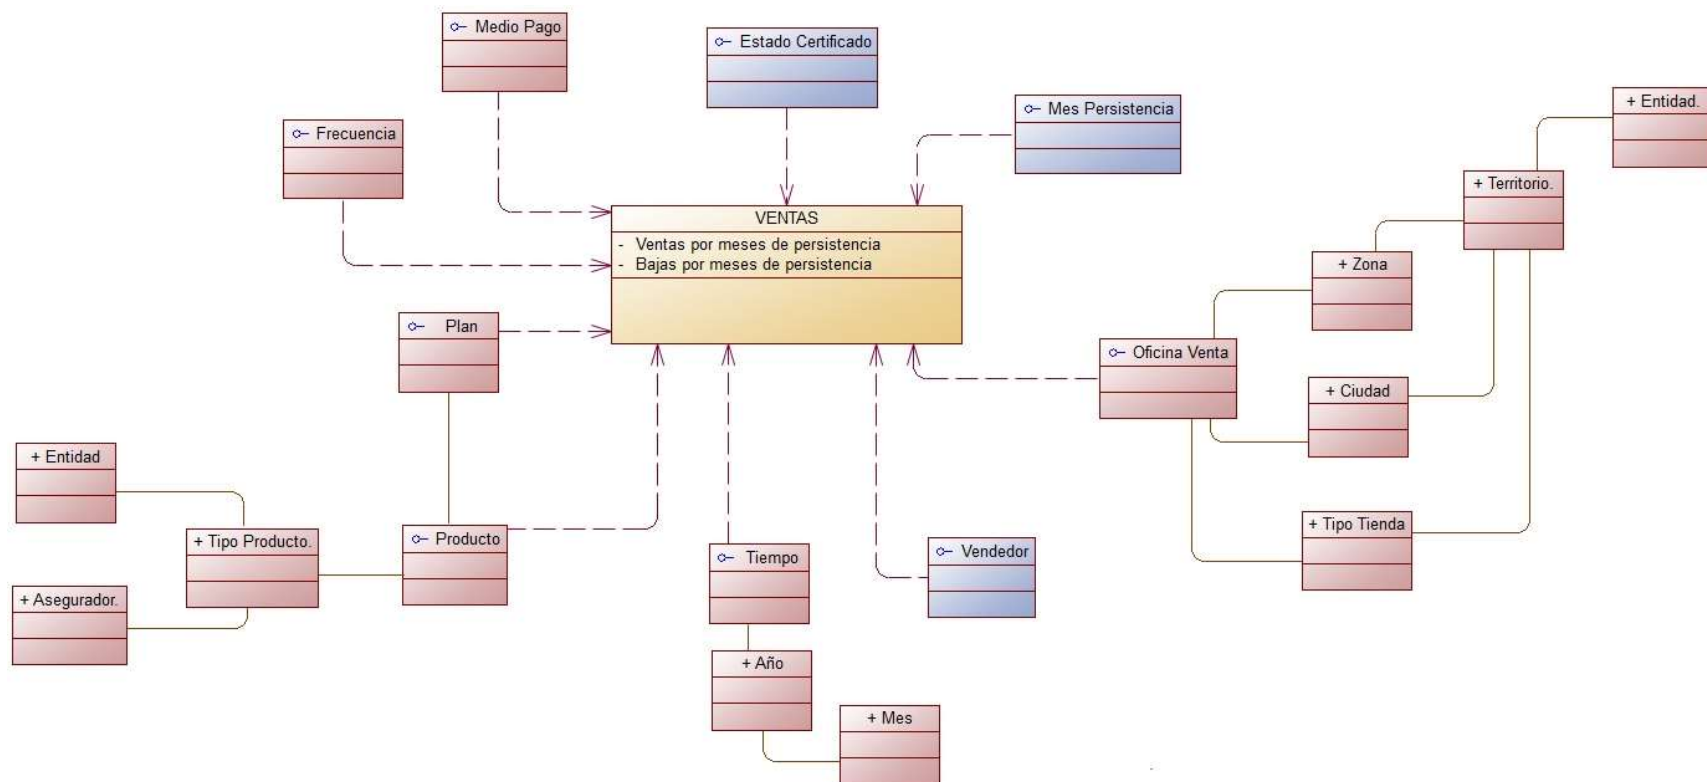 Medio Pago
Estado Certificado
Mes Persistencia
+ Entidad.
Frecuencia
+ Territorio.
VENTAS
- Ventas por meses de persistencia
- Bajas por meses de persistencia
+ Zona
Plan
Oficina Venta
+ Ciudad
+ Entidad
+ Tipo Producto.
Producto
+ Tipo Tienda
Tiempo
Vendedor
+ Asegurador.
+ Año
+ Mes